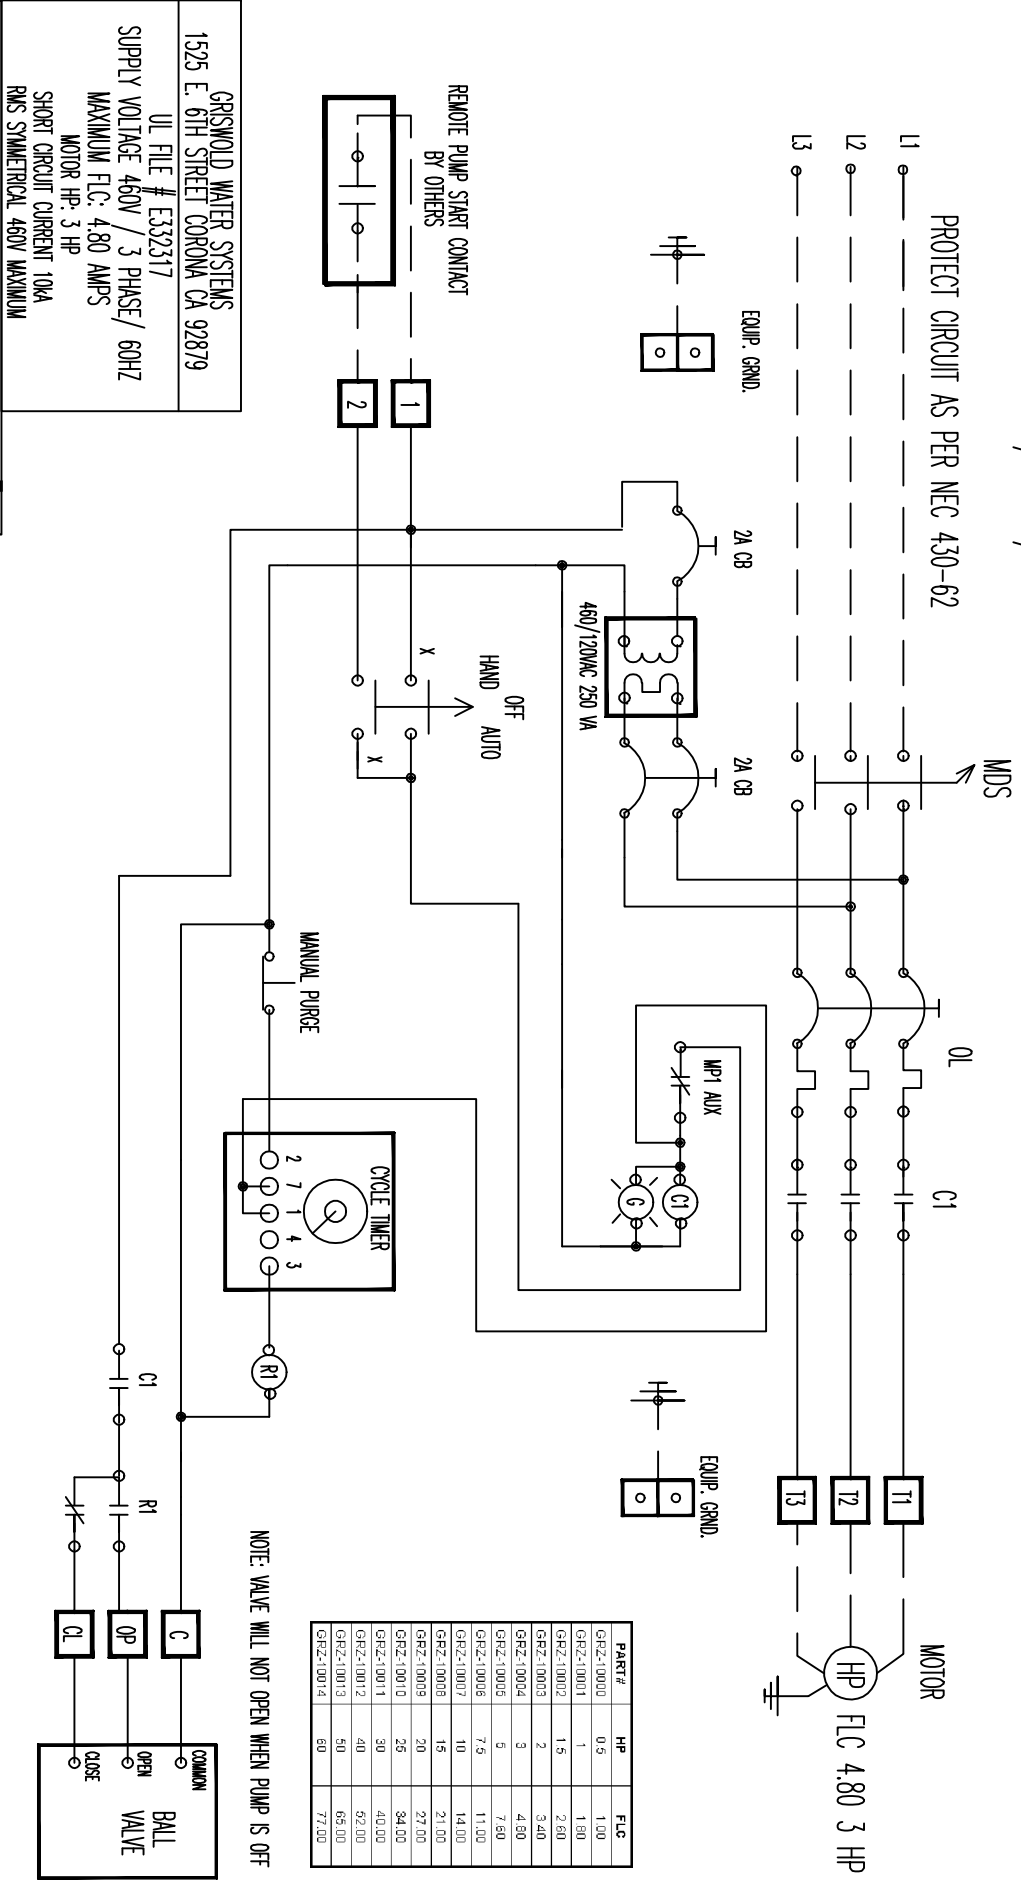 PROTECT CIRCUIT AS PER NEC 430-62
L1
L2
L3
MDS
OL
C1
T1
T2
T3
MOTOR
HP
FLC 4.80 3 HP
EQUIP. GRND.
2A CB
2A CB
460/120VAC 250 VA
MP1 AUX
C1
G
EQUIP. GRND.
REMOTE PUMP START CONTACT
BY OTHERS
1
2
HAND OFF AUTO
X
X
MANUAL PURGE
CYCLE TIMER
2 7 1 4 3
R1
C1
R1
C
OP
CL
COMMON
OPEN
CLOSE
BALL
VALVE
NOTE: VALVE WILL NOT OPEN WHEN PUMP IS OFF
PART# HP FLC
GRZ-10000 0.5 1.00
GRZ-10001 1 1.80
GRZ-10002 1.5 2.60
GRZ-10003 2 3.40
GRZ-10004 3 4.80
GRZ-10005 5 7.60
GRZ-10006 7.5 11.00
GRZ-10007 10 14.00
GRZ-10008 15 21.00
GRZ-10009 20 27.00
GRZ-10010 25 34.00
GRZ-10011 30 40.00
GRZ-10012 40 52.00
GRZ-10013 50 65.00
GRZ-10014 60 77.00
GRISWOLD WATER SYSTEMS
1525 E. 6TH STREET CORONA CA 92879
UL FILE # E332317
SUPPLY VOLTAGE 460V / 3 PHASE/ 60HZ
MAXIMUM FLC: 4.80 AMPS
MOTOR HP: 3 HP
SHORT CIRCUIT CURRENT 10KA
RMS SYMMETRICAL 460V MAXIMUM